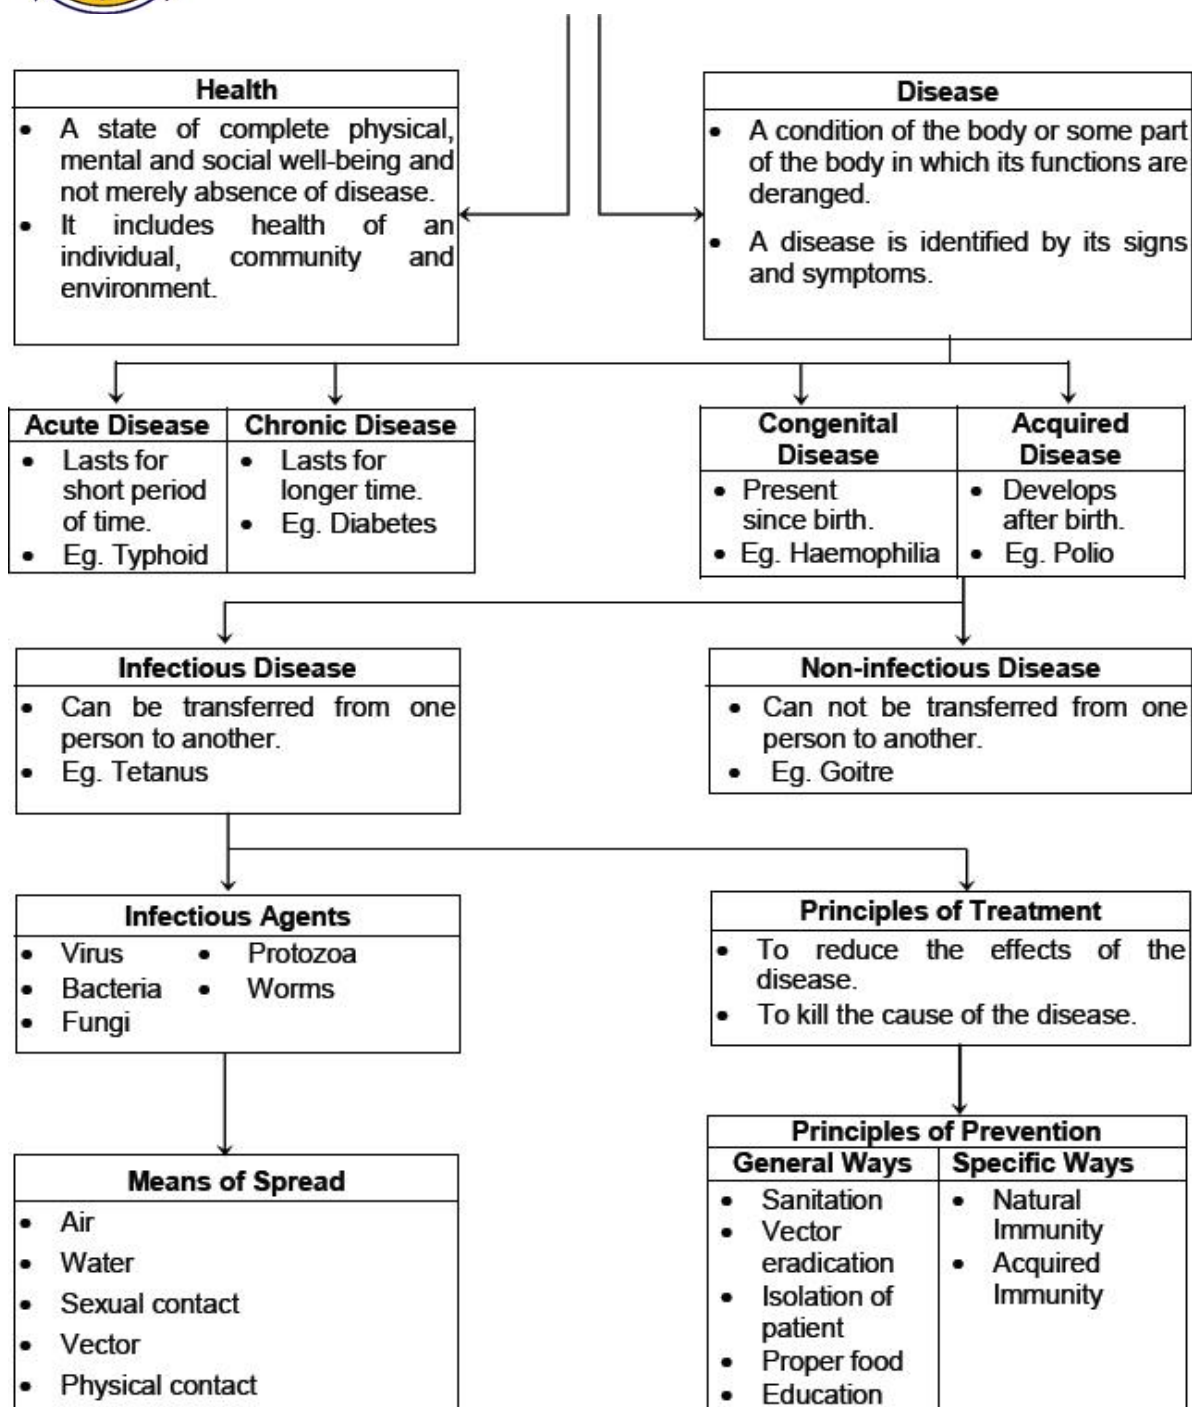 Health
• A state of complete physical,
mental and social well-being and
not merely absence of disease.
• It includes health of an
individual, community and
environment.
Disease
• A condition of the body or some part
of the body in which its functions are
deranged.
• A disease is identified by its signs
and symptoms.
Acute Disease
• Lasts for
short period
of time.
• Eg. Typhoid
Chronic Disease
• Lasts for
longer time.
• Eg. Diabetes
Congenital
Disease
• Present
since birth.
• Eg. Haemophilia
Acquired
Disease
• Develops
after birth.
• Eg. Polio
Infectious Disease
• Can be transferred from one
person to another.
• Eg. Tetanus
Non-infectious Disease
• Can not be transferred from one
person to another.
• Eg. Goitre
Infectious Agents
• Virus • Protozoa
• Bacteria • Worms
• Fungi
Principles of Treatment
• To reduce the effects of the
disease.
• To kill the cause of the disease.
Means of Spread
• Air
• Water
• Sexual contact
• Vector
• Physical contact
Principles of Prevention
General Ways
• Sanitation
• Vector
eradication
• Isolation of
patient
• Proper food
• Education
Specific Ways
• Natural
Immunity
• Acquired
Immunity